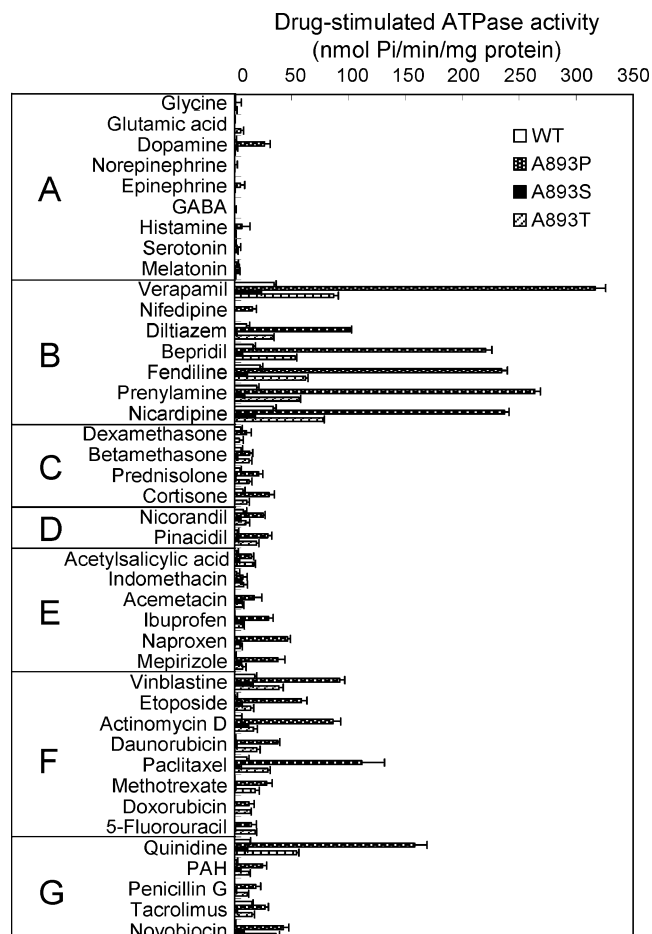 Drug-stimulated ATPase activity
(nmol Pi/min/mg protein)
0 50 100 150 200 250 300 350
WT
A893P
A893S
A893T
A
Glycine
Glutamic acid
Dopamine
Norepinephrine
Epinephrine
GABA
Histamine
Serotonin
Melatonin
B
Verapamil
Nifedipine
Diltiazem
Bepridil
Fendiline
Prenylamine
Nicardipine
C
Dexamethasone
Betamethasone
Prednisolone
Cortisone
D
Nicorandil
Pinacidil
E
Acetylsalicylic acid
Indomethacin
Acemetacin
Ibuprofen
Naproxen
Mepirizole
F
Vinblastine
Etoposide
Actinomycin D
Daunorubicin
Paclitaxel
Methotrexate
Doxorubicin
5-Fluorouracil
G
Quinidine
PAH
Penicillin G
Tacrolimus
Novobiocin